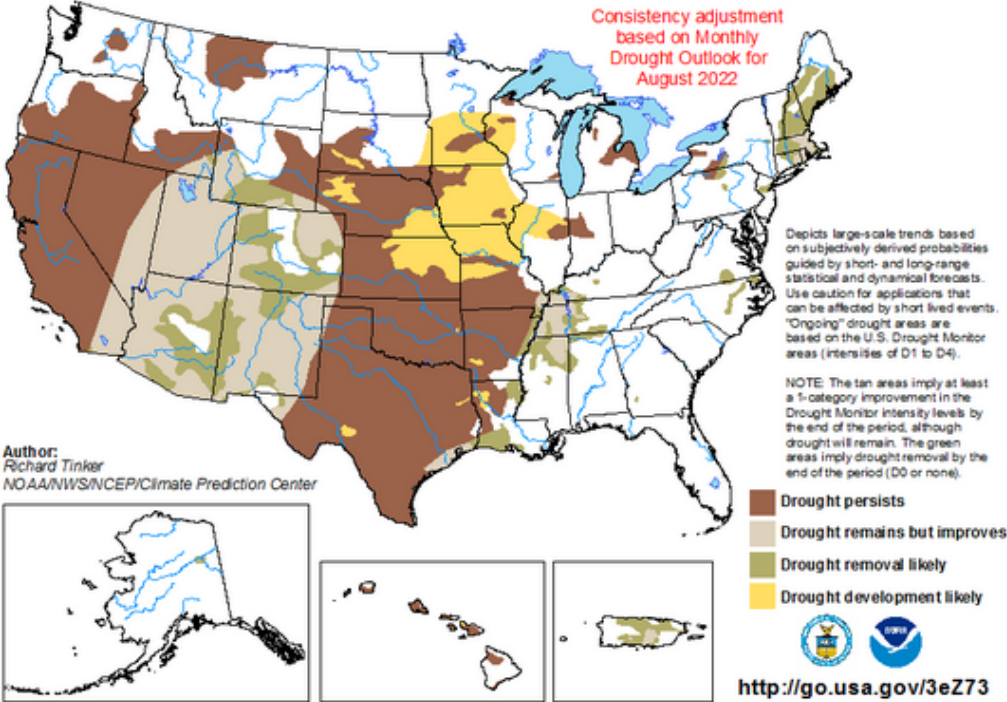 Consistency adjustment
based on Monthly
Drought Outlook for
August 2022
Depicts large-scale trends based
on subjectively derived probabilities
guided by short- and long-range
statistical and dynamical forecasts.
Use caution for applications that
can be affected by short lived events.
"Ongoing" drought areas are
based on the U.S. Drought Monitor
areas (intensities of D1 to D4).
NOTE: The tan areas imply at least
a 1-category improvement in the
Drought Monitor intensity levels by
the end of the period, although
drought will remain. The green
areas imply drought removal by the
end of the period (D0 or none).
Author:
Richard Tinker
NOAA/NWS/NCEP/Climate Prediction Center
Drought persists
Drought remains but improves
Drought removal likely
Drought development likely
http://go.usa.gov/3eZ73